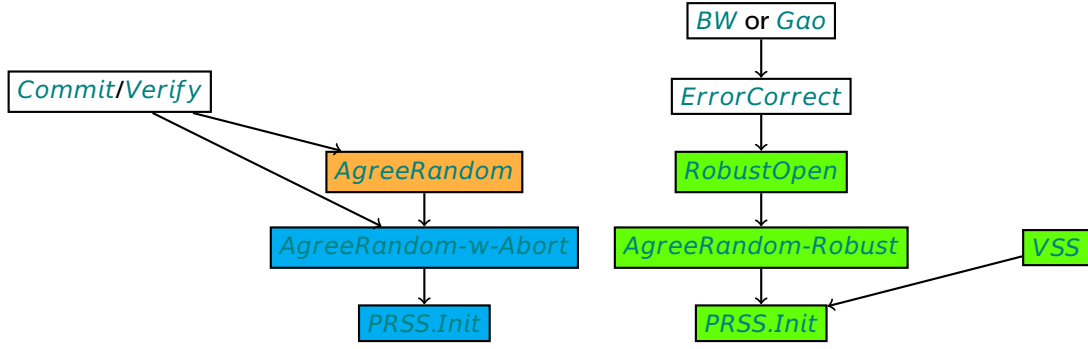 BW or Gao
Commit/Verify
ErrorCorrect
AgreeRandom
RobustOpen
AgreeRandom-w-Abort
AgreeRandom-Robust
VSS
PRSS.Init
PRSS.Init